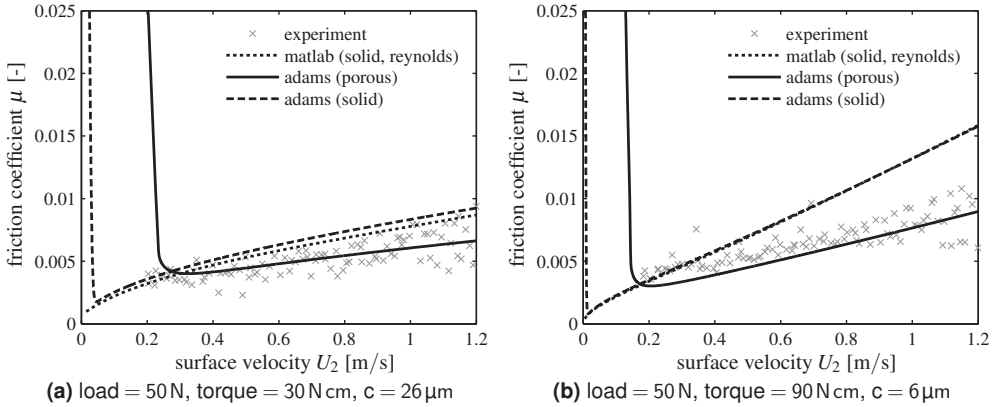 0.025
0.02
0.015
0.01
0.005
0
friction coefficient μ [-]
experiment
matlab (solid, reynolds)
adams (porous)
adams (solid)
0 0.2 0.4 0.6 0.8 1 1.2
surface velocity U₂ [m/s]
(a) load = 50 N, torque = 30 N cm, c = 26 μm
0.025
0.02
0.015
0.01
0.005
0
friction coefficient μ [-]
experiment
matlab (solid, reynolds)
adams (porous)
adams (solid)
0 0.2 0.4 0.6 0.8 1 1.2
surface velocity U₂ [m/s]
(b) load = 50 N, torque = 90 N cm, c = 6 μm